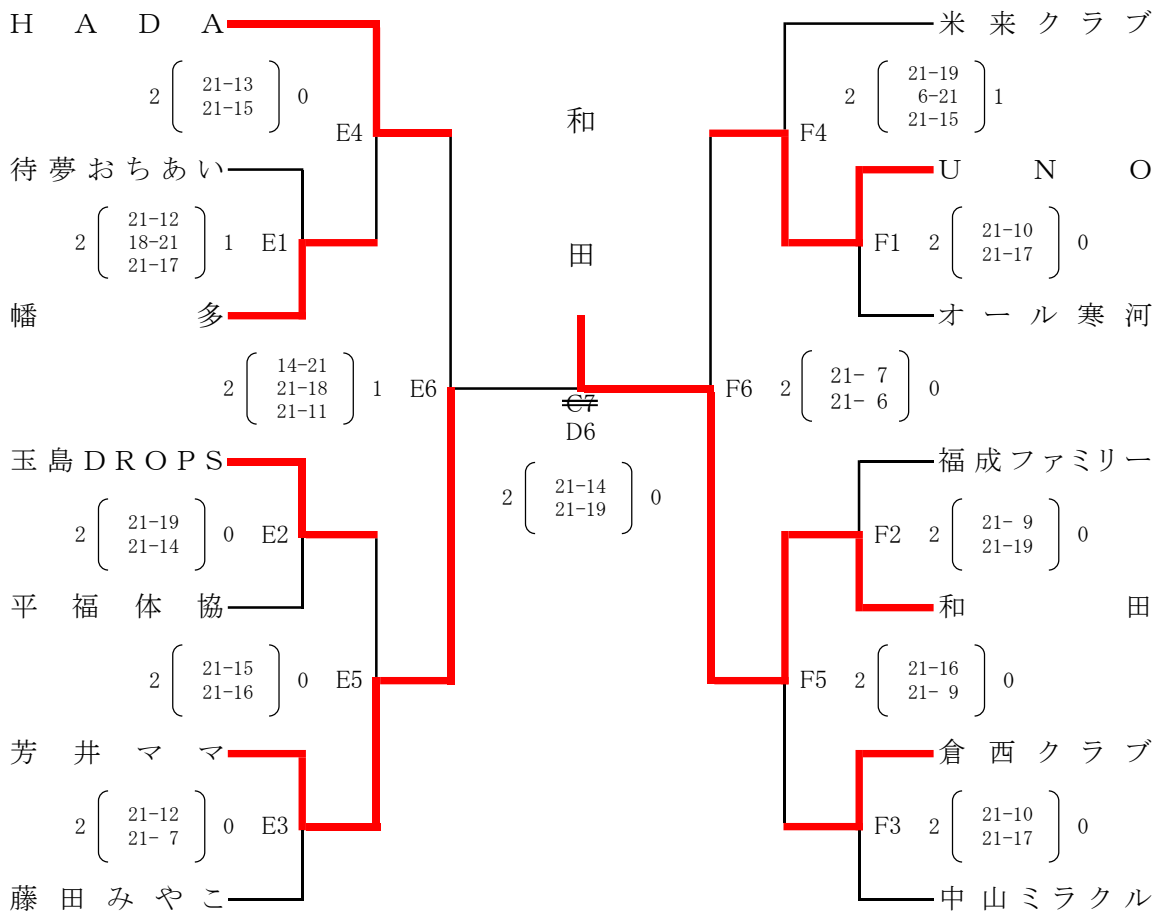 HADA
2 21-13 0
21-15
E4
待夢おちあい
2 21-12 1
18-21
21-17
E1
幡多
2 14-21 1
21-18
21-11
E6
玉島DROPS
2 21-19 0
21-14
E2
平福体協
2 21-15 0
21-16
E5
芳井ママ
2 21-12 0
21- 7
E3
藤田みやこ
和田
C7
D6
2 21-14 0
21-19
米来クラブ
2 21-19 1
6-21
21-15
F4
UNO
F1 2 21-10 0
21-17
オール寒河
F6 2 21- 7 0
21- 6
福成ファミリー
F2 2 21- 9 0
21-19
和田
F5 2 21-16 0
21- 9
倉西クラブ
F3 2 21-10 0
21-17
中山ミラクル